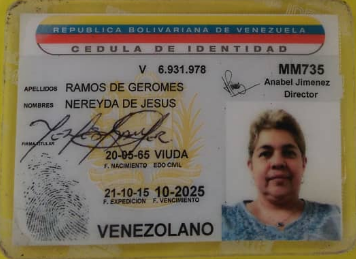 REPUBLICA BOLIVARIANA DE VENEZUELA
CEDULA DE IDENTIDAD
V 6.931.978
MM735
Anabel Jimenez
Director
APELLIDOS RAMOS DE GEROMES
NOMBRES NEREYDA DE JESUS
FIRMA TITULAR
20-05-65 VIUDA
F. NACIMIENTO EDO CIVIL
21-10-15 10-2025
F. EXPEDICION F. VENCIMIENTO
VENEZOLANO